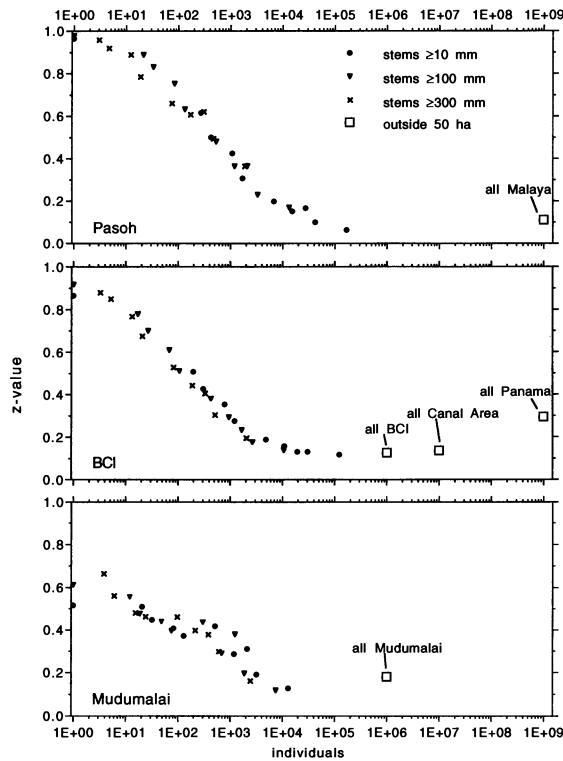 1E+00 1E+01 1E+02 1E+03 1E+04 1E+05 1E+06 1E+07 1E+08 1E+09
1.0
0.8
0.6
0.4
0.2
0.0
stems ≥10 mm
stems ≥100 mm
stems ≥300 mm
outside 50 ha
all Malaya
Pasoh
z-value
1.0
0.8
0.6
0.4
0.2
0.0
all Panama
all Canal Area
all BCI
BCI
1.0
0.8
0.6
0.4
0.2
0.0
all Mudumalai
Mudumalai
1E+00 1E+01 1E+02 1E+03 1E+04 1E+05 1E+06 1E+07 1E+08 1E+09
individuals